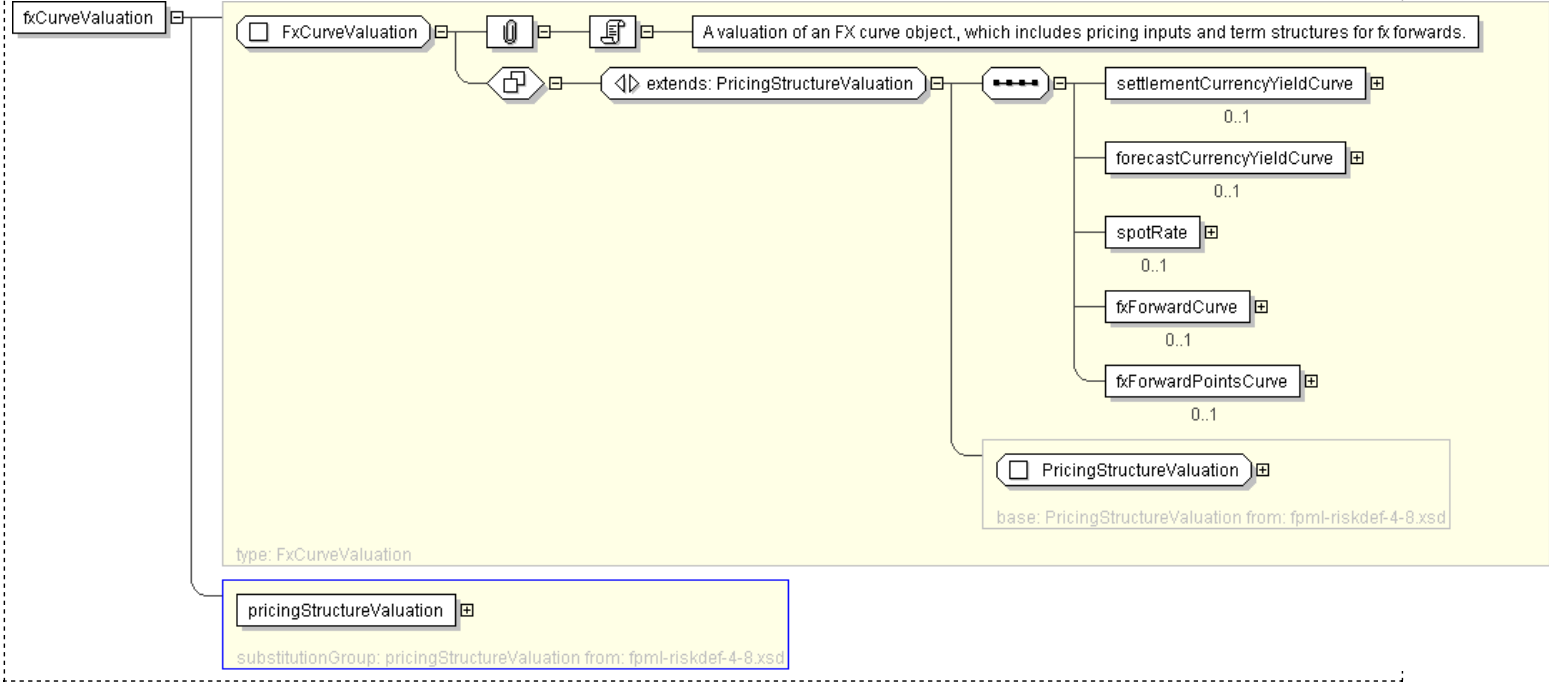 fxCurveValuation
FxCurveValuation
A valuation of an FX curve object., which includes pricing inputs and term structures for fx forwards.
extends: PricingStructureValuation
settlementCurrencyYieldCurve
0..1
forecastCurrencyYieldCurve
0..1
spotRate
0..1
fxForwardCurve
0..1
fxForwardPointsCurve
0..1
PricingStructureValuation
base: PricingStructureValuation from: fpml-riskdef-4-8.xsd
type: FxCurveValuation
pricingStructureValuation
substitutionGroup: pricingStructureValuation from: fpml-riskdef-4-8.xsd